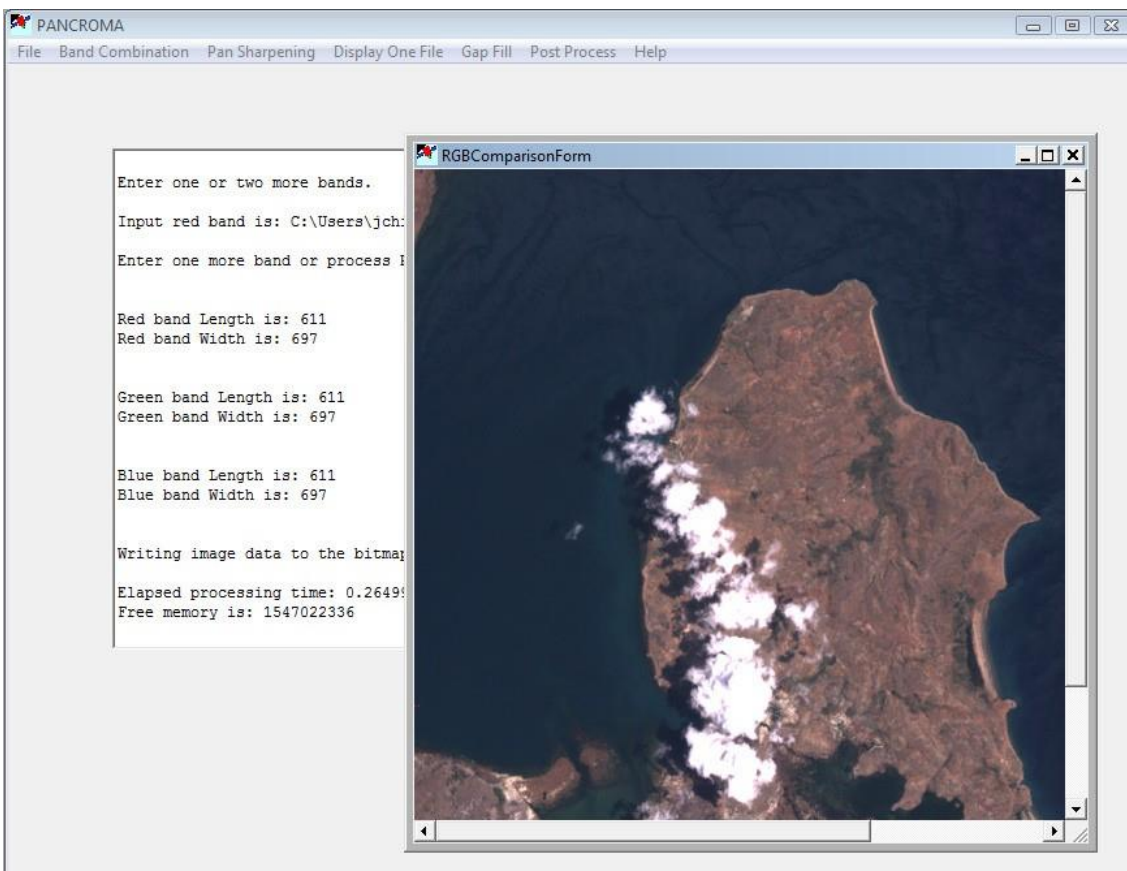 PANCROMA
File Band Combination Pan Sharpening Display One File Gap Fill Post Process Help
RGBComparisonForm
Enter one or two more bands.
Input red band is: C:\Users\jchi
Enter one more band or process
Red band Length is: 611
Red band Width is: 697
Green band Length is: 611
Green band Width is: 697
Blue band Length is: 611
Blue band Width is: 697
Writing image data to the bitmap
Elapsed processing time: 0.26499
Free memory is: 1547022336